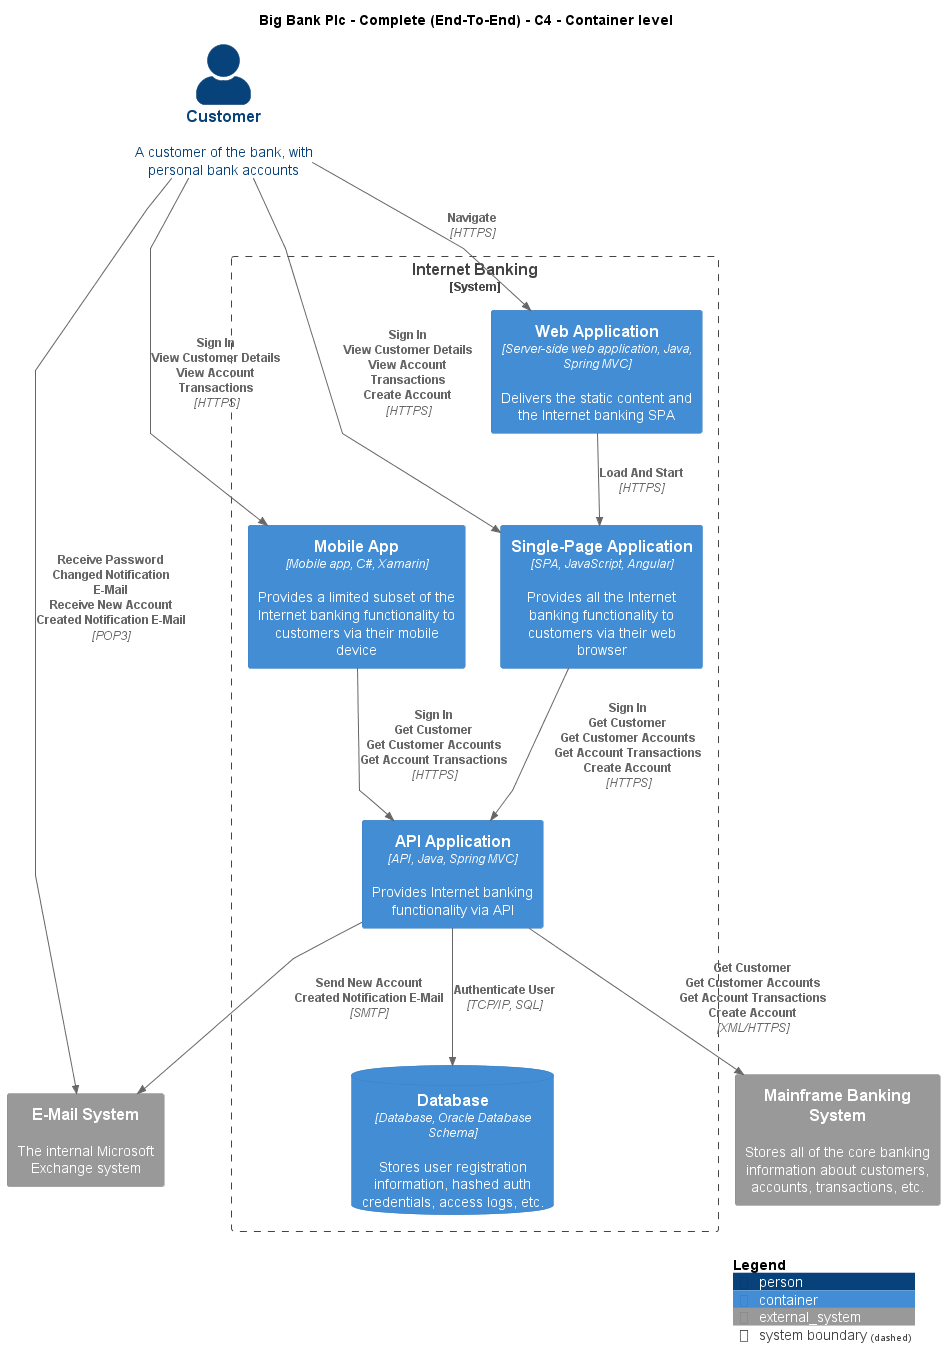 Big Bank Plc - Complete (End-To-End) - C4 - Container level
Customer
A customer of the bank, with
personal bank accounts
Navigate
[HTTPS]
Internet Banking
[System]
Web Application
[Server-side web application, Java,
Spring MVC]
Delivers the static content and
the Internet banking SPA
Sign In
View Customer Details
View Account
Transactions
[HTTPS]
Sign In
View Customer Details
View Account
Transactions
Create Account
[HTTPS]
Load And Start
[HTTPS]
Receive Password
Changed Notification
E-Mail
Receive New Account
Created Notification E-Mail
[POP3]
Mobile App
[Mobile app, C#, Xamarin]
Provides a limited subset of the
Internet banking functionality to
customers via their mobile
device
Single-Page Application
[SPA, JavaScript, Angular]
Provides all the Internet
banking functionality to
customers via their web
browser
Sign In
Get Customer
Get Customer Accounts
Get Account Transactions
[HTTPS]
Sign In
Get Customer
Get Customer Accounts
Get Account Transactions
Create Account
[HTTPS]
API Application
[API, Java, Spring MVC]
Provides Internet banking
functionality via API
Send New Account
Created Notification E-Mail
[SMTP]
Authenticate User
[TCP/IP, SQL]
Get Customer
Get Customer Accounts
Get Account Transactions
Create Account
[XML/HTTPS]
E-Mail System
The internal Microsoft
Exchange system
Database
[Database, Oracle Database
Schema]
Stores user registration
information, hashed auth
credentials, access logs, etc.
Mainframe Banking
System
Stores all of the core banking
information about customers,
accounts, transactions, etc.
Legend
person
container
external_system
system boundary (dashed)